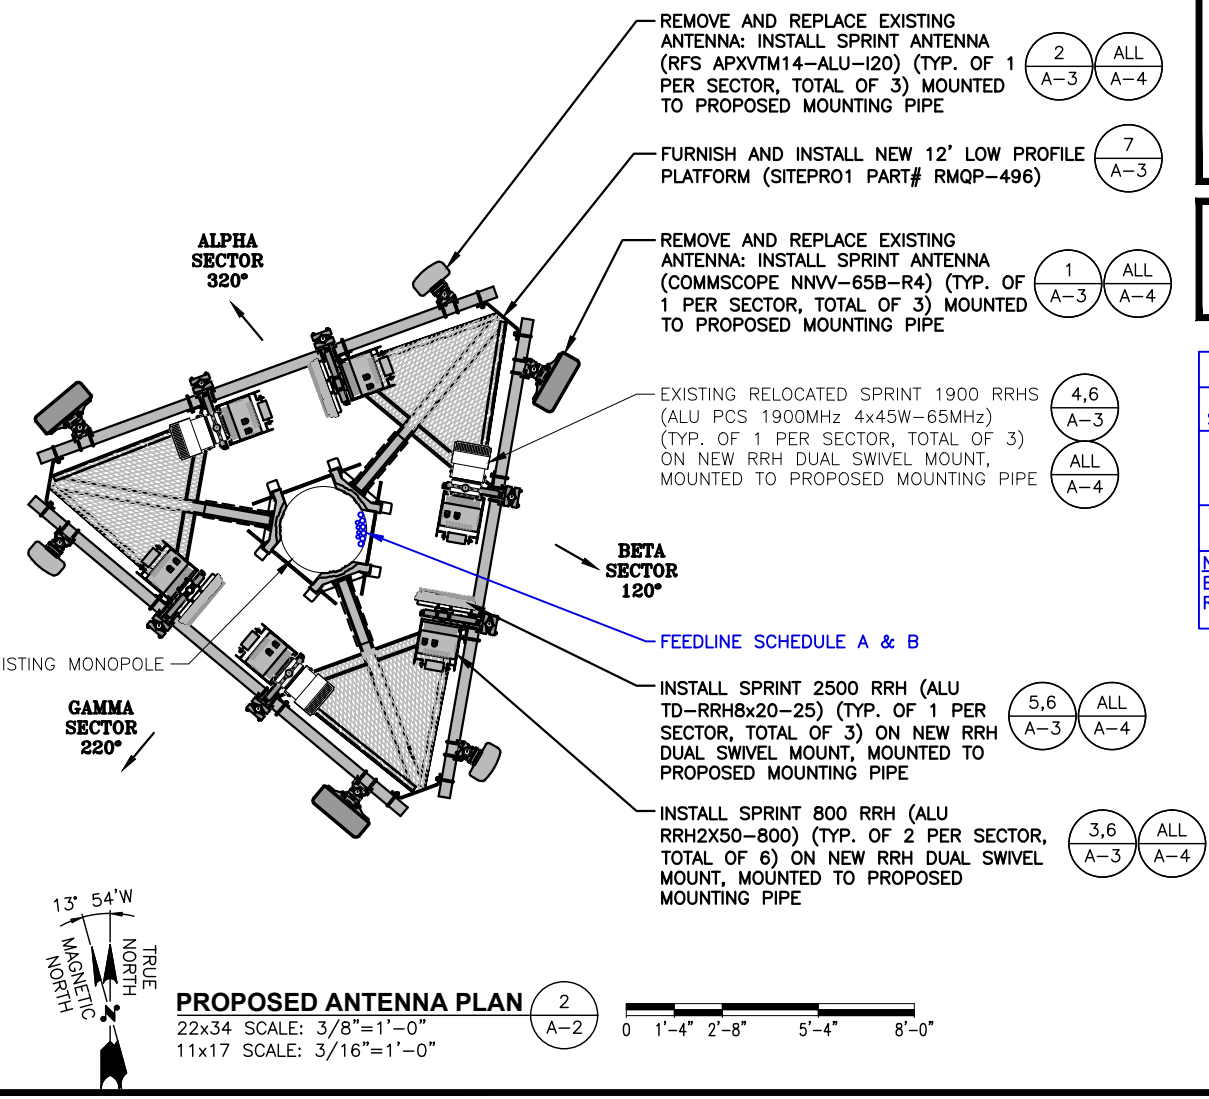 REMOVE AND REPLACE EXISTING
ANTENNA: INSTALL SPRINT ANTENNA
(RFS APXVTM14-ALU-I20) (TYP. OF 1
PER SECTOR, TOTAL OF 3) MOUNTED
TO PROPOSED MOUNTING PIPE
2
A-3
ALL
A-4
FURNISH AND INSTALL NEW 12' LOW PROFILE
PLATFORM (SITEPRO1 PART# RMQP-496)
7
A-3
ALPHA
SECTOR
320°
REMOVE AND REPLACE EXISTING
ANTENNA: INSTALL SPRINT ANTENNA
(COMMSCOPE NNVV-65B-R4) (TYP. OF
1 PER SECTOR, TOTAL OF 3) MOUNTED
TO PROPOSED MOUNTING PIPE
1
A-3
ALL
A-4
EXISTING RELOCATED SPRINT 1900 RRHS
(ALU PCS 1900MHz 4x45W-65MHz)
(TYP. OF 1 PER SECTOR, TOTAL OF 3)
ON NEW RRH DUAL SWIVEL MOUNT,
MOUNTED TO PROPOSED MOUNTING PIPE
4,6
A-3
ALL
A-4
BETA
SECTOR
120°
FEEDLINE SCHEDULE A & B
ISTING MONOPOLE
GAMMA
SECTOR
220°
INSTALL SPRINT 2500 RRH (ALU
TD-RRH8x20-25) (TYP. OF 1 PER
SECTOR, TOTAL OF 3) ON NEW RRH
DUAL SWIVEL MOUNT, MOUNTED TO
PROPOSED MOUNTING PIPE
5,6
A-3
ALL
A-4
INSTALL SPRINT 800 RRH (ALU
RRH2X50-800) (TYP. OF 2 PER SECTOR,
TOTAL OF 6) ON NEW RRH DUAL SWIVEL
MOUNT, MOUNTED TO PROPOSED
MOUNTING PIPE
3,6
A-3
ALL
A-4
13° 54'W
MAGNETIC
NORTH
TRUE
NORTH
N
PROPOSED ANTENNA PLAN
2
A-2
22x34 SCALE: 3/8"=1'-0"
11x17 SCALE: 3/16"=1'-0"
0 1'-4" 2'-8" 5'-4" 8'-0"